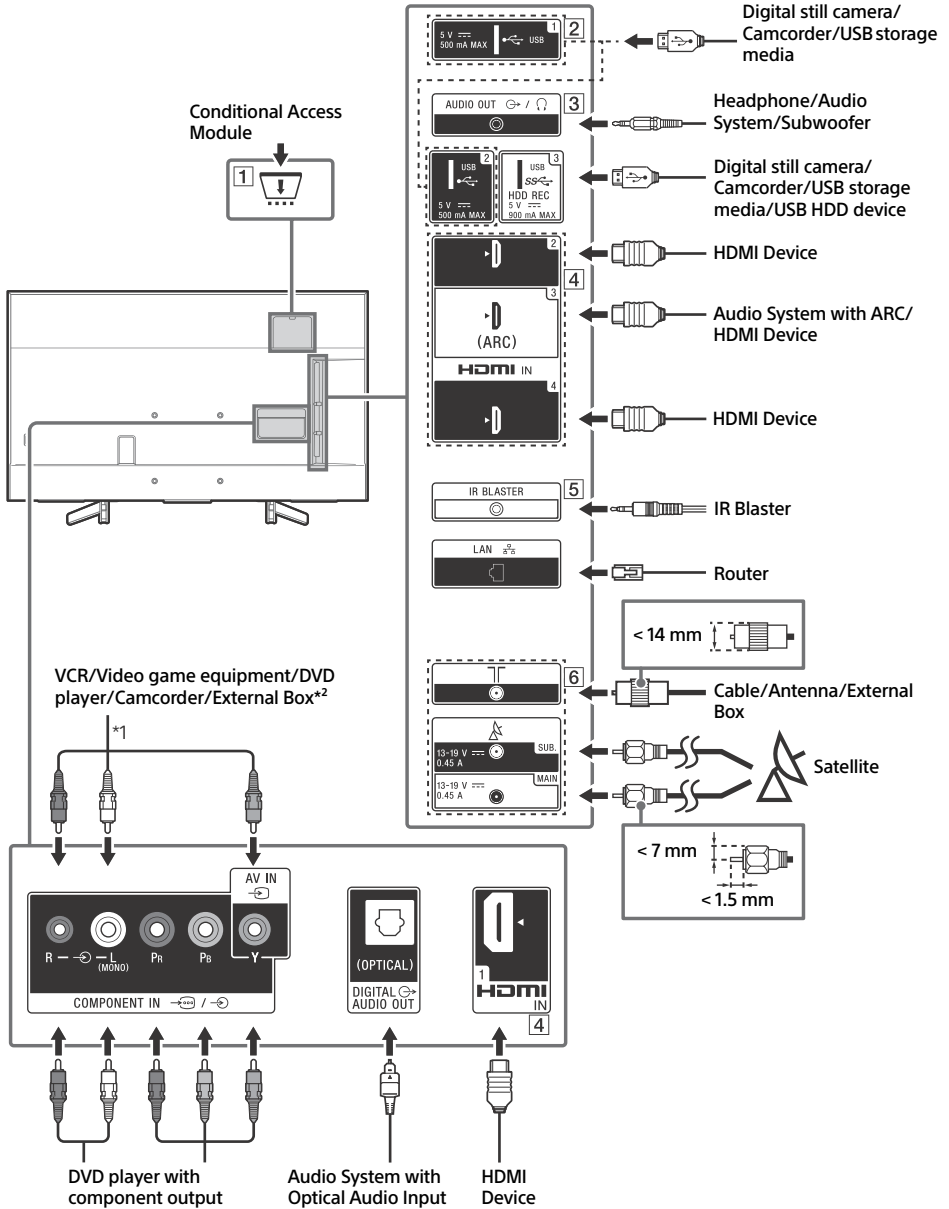 Digital still camera/
Camcorder/USB storage
media
5 V
500 mA MAX
USB
1
2
AUDIO OUT /
3
Headphone/Audio
System/Subwoofer
Conditional Access
Module
1
2
USB
5 V
500 mA MAX
3
USB
SS
HDD REC
5 V
900 mA MAX
Digital still camera/
Camcorder/USB storage
media/USB HDD device
2
HDMI Device
4
3
(ARC)
Audio System with ARC/
HDMI Device
HDMI IN
4
HDMI Device
IR BLASTER
5
IR Blaster
LAN
Router
< 14 mm
6
Cable/Antenna/External
Box
13-19 V
0.45 A
SUB.
13-19 V
0.45 A
MAIN
Satellite
< 7 mm
< 1.5 mm
VCR/Video game equipment/DVD
player/Camcorder/External Box*2
*1
AV IN
R — — L
(MONO)
PR
PB
Y
COMPONENT IN /
(OPTICAL)
DIGITAL
AUDIO OUT
1
HDMI
IN
4
DVD player with
component output
Audio System with
Optical Audio Input
HDMI
Device